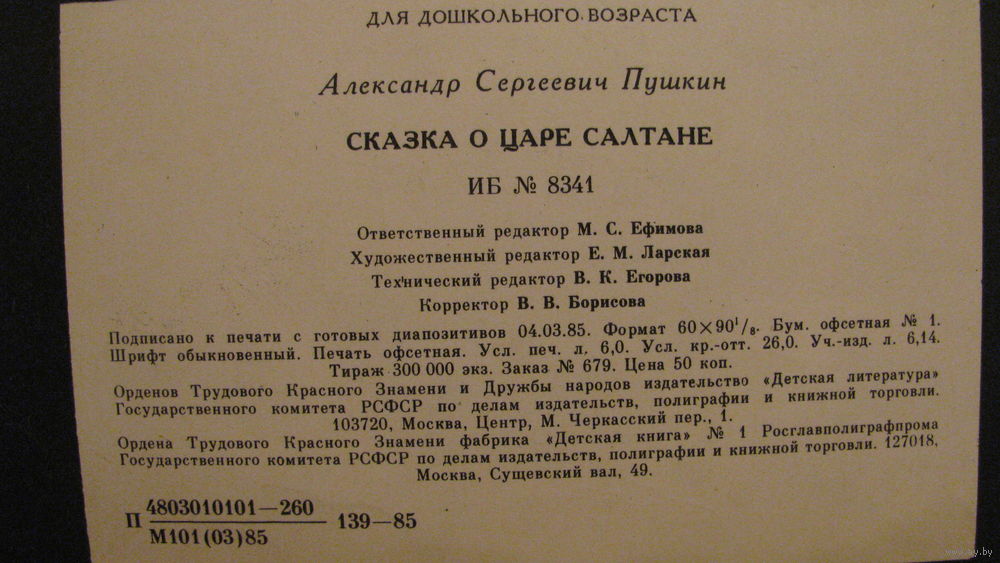 ДЛЯ ДОШКОЛЬНОГО ВОЗРАСТА
Александр Сергеевич Пушкин
СКАЗКА О ЦАРЕ САЛТАНЕ
ИБ № 8341
Ответственный редактор М. С. Ефимова
Художественный редактор Е. М. Ларская
Технический редактор В. К. Егорова
Корректор В. В. Борисова
Подписано к печати с готовых диапозитивов 04.03.85. Формат 60×90¹/₈. Бум. офсетная № 1.
Шрифт обыкновенный. Печать офсетная. Усл. печ. л. 6,0. Усл. кр.-отт. 26,0. Уч.-изд. л. 6,14.
Тираж 300 000 экз. Заказ № 679. Цена 50 коп.
Орденов Трудового Красного Знамени и Дружбы народов издательство «Детская литература»
Государственного комитета РСФСР по делам издательств, полиграфии и книжной торговли.
103720, Москва, Центр, М. Черкасский пер., 1.
Ордена Трудового Красного Знамени фабрика «Детская книга» № 1 Росглавполиграфпрома
Государственного комитета РСФСР по делам издательств, полиграфии и книжной торговли. 127018,
Москва, Сущевский вал, 49.
П 4803010101—260
М101(03)85
139—85
www.ay.by